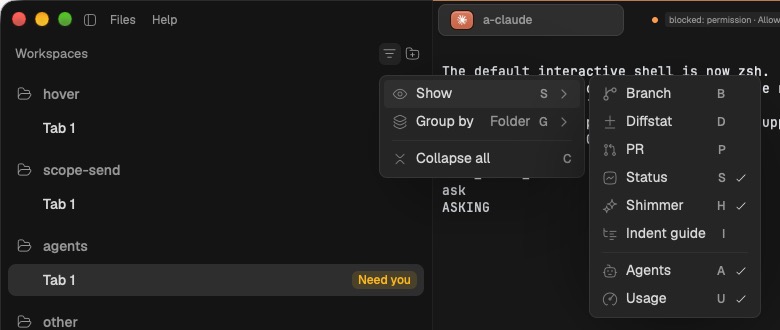 Files Help
a-claude
blocked: permission · Allow
Workspaces
The default interactive shell is now zsh.
hover
Tab 1
scope-send
Tab 1
agents
Tab 1 Need you
other
Show S
Group by Folder G
Collapse all C
Branch B
Diffstat D
PR P
Status S
Shimmer H
Indent guide I
Agents A
Usage U
ask
ASKING